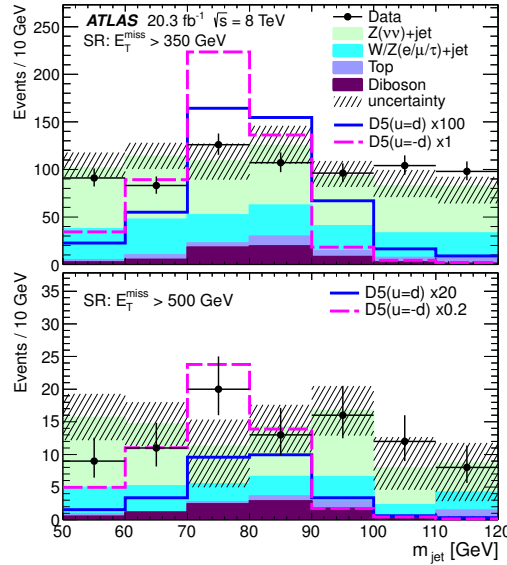 ATLAS 20.3 fb⁻¹ √s = 8 TeV
SR: E_T^miss > 350 GeV
Data
Z(νν)+jet
W/Z(e/μ/τ)+jet
Top
Diboson
uncertainty
D5(u=d) x100
D5(u=-d) x1
Events / 10 GeV
250
200
150
100
50
0
SR: E_T^miss > 500 GeV
D5(u=d) x20
D5(u=-d) x0.2
Events / 10 GeV
35
30
25
20
15
10
5
0
50 60 70 80 90 100 110 120
m_jet [GeV]